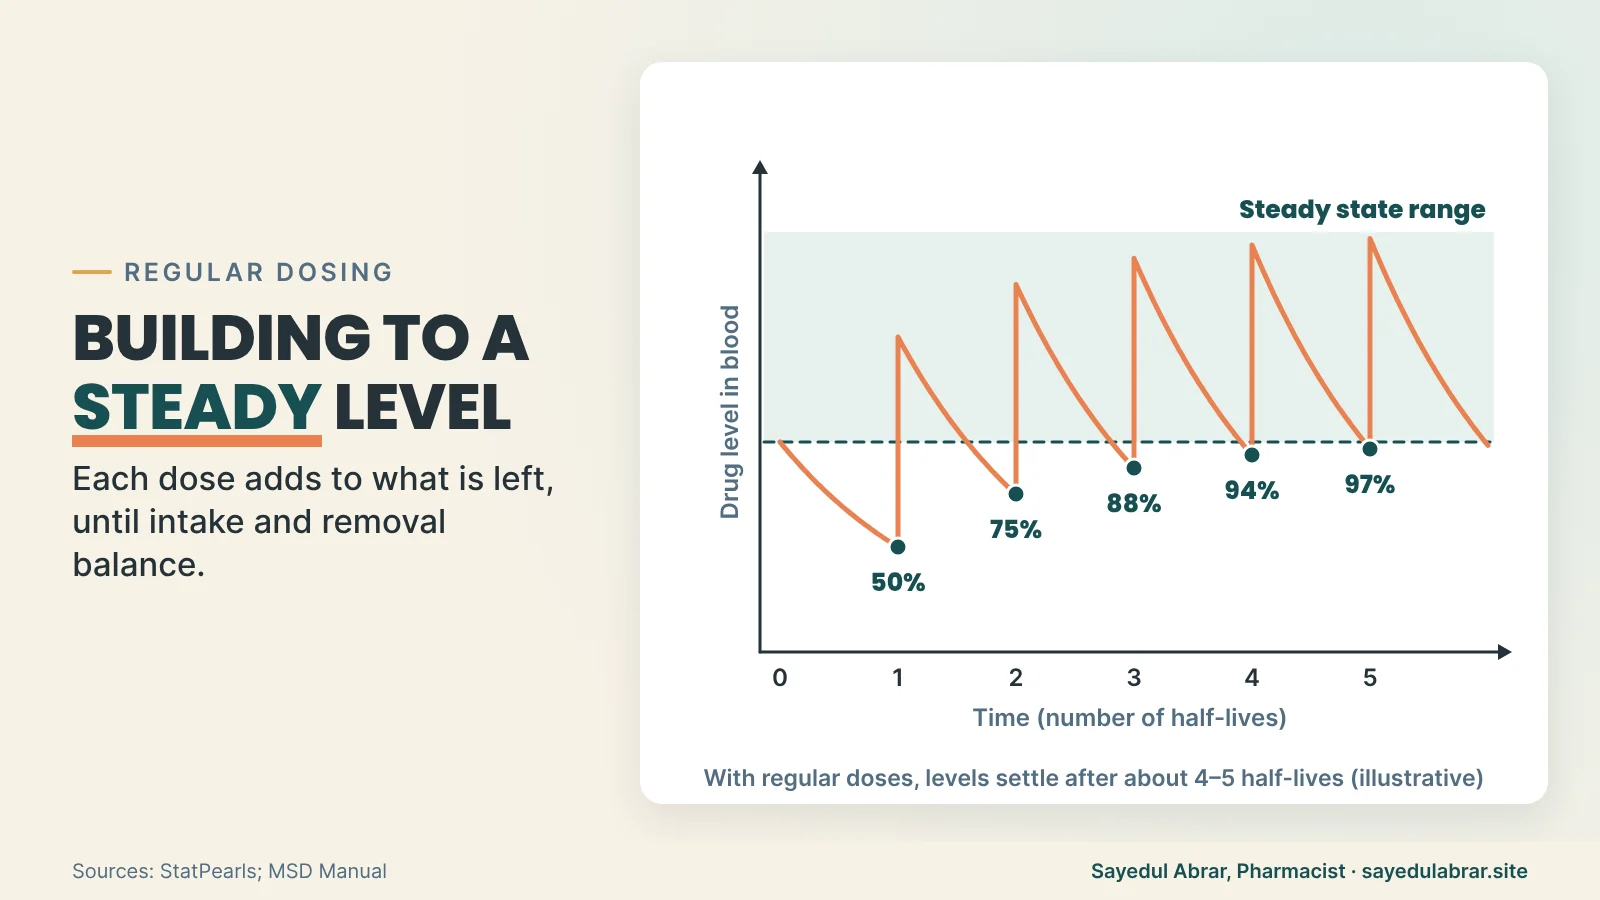 REGULAR DOSING
BUILDING TO A
STEADY LEVEL
Each dose adds to what is left,
until intake and removal
balance.
Steady state range
Drug level in blood
50%
75%
88%
94%
97%
0 1 2 3 4 5
Time (number of half-lives)
With regular doses, levels settle after about 4–5 half-lives (illustrative)
Sources: StatPearls; MSD Manual
Sayedul Abrar, Pharmacist · sayedulabrar.site